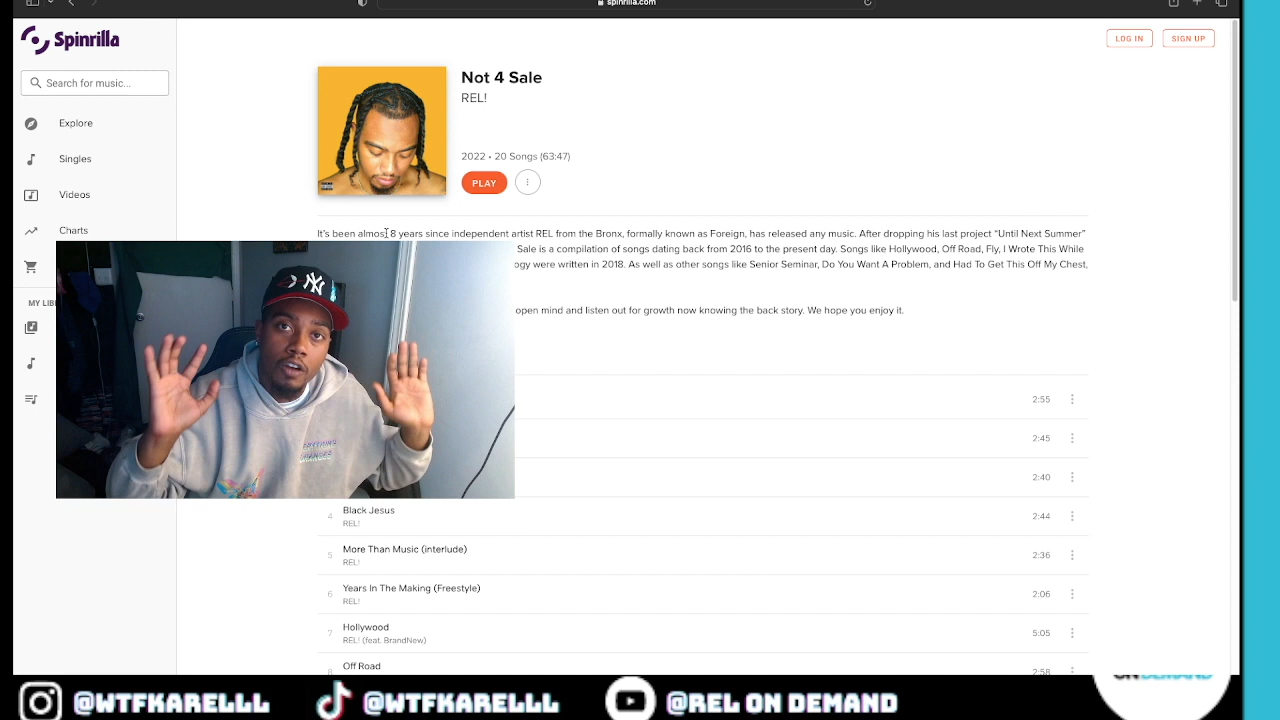 spinrilla.com
Spinrilla
LOG IN
SIGN UP
Search for music...
Explore
Singles
Videos
Charts
MY LIB
Not 4 Sale
REL!
2022 • 20 Songs (63:47)
PLAY
It's been almost 8 years since independent artist REL from the Bronx, formally known as Foreign, has released any music. After dropping his last project "Until Next Summer"
Sale is a compilation of songs dating back from 2016 to the present day. Songs like Hollywood, Off Road, Fly, I Wrote This While
ogy were written in 2018. As well as other songs like Senior Seminar, Do You Want A Problem, and Had To Get This Off My Chest,
open mind and listen out for growth now knowing the back story. We hope you enjoy it.
2:55
2:45
2:40
4 Black Jesus 2:44
REL!
5 More Than Music (interlude) 2:36
REL!
6 Years In The Making (Freestyle) 2:06
REL!
7 Hollywood 5:05
REL! (feat. BrandNew)
8 Off Road 2:58
@WTFKARELLL
@WTFKARELLL
@REL ON DEMAND
ON DEMAND